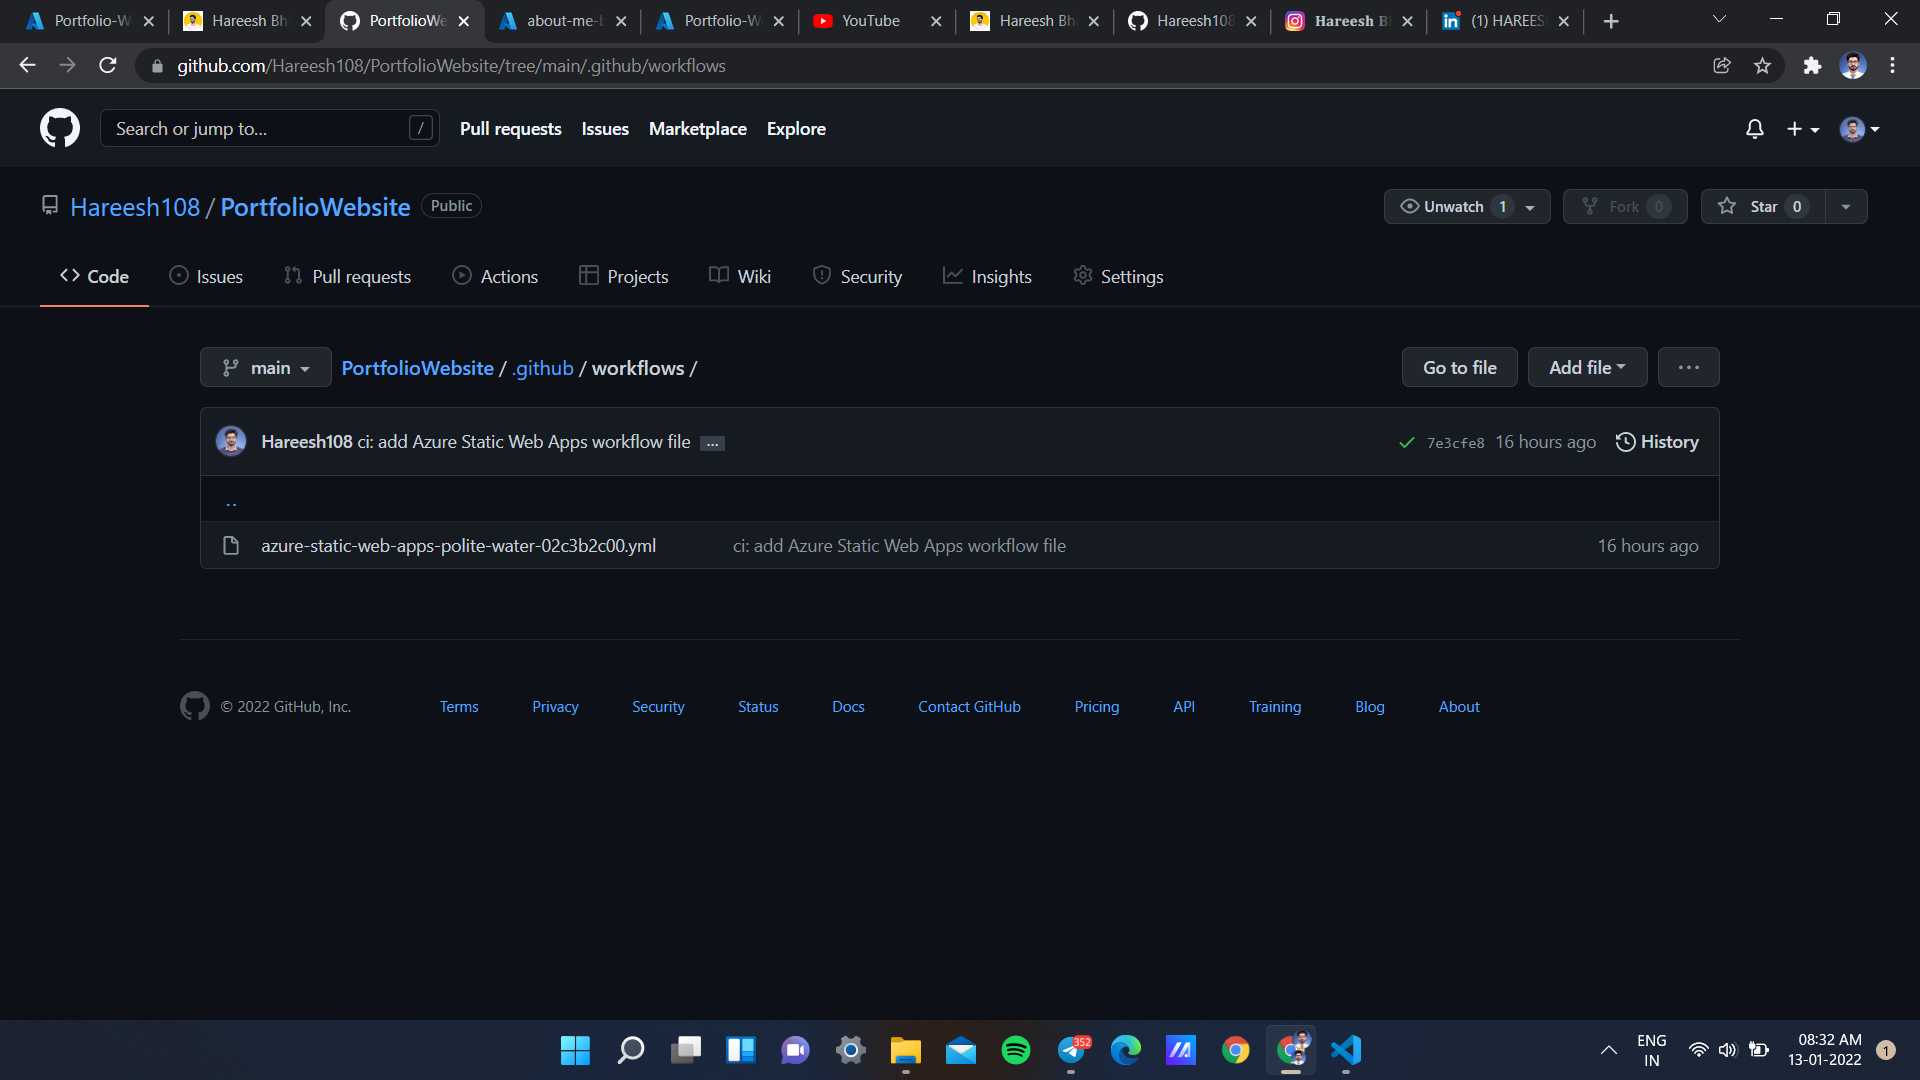 Portfolio-W
Hareesh Bh
PortfolioWe
about-me-b
Portfolio-W
YouTube
Hareesh Bh
Hareesh108
Hareesh B
(1) HAREES
github.com/Hareesh108/PortfolioWebsite/tree/main/.github/workflows
Search or jump to... /
Pull requests Issues Marketplace Explore
Hareesh108 / PortfolioWebsite Public
Unwatch 1 Fork 0 Star 0
Code Issues Pull requests Actions Projects Wiki Security Insights Settings
main PortfolioWebsite / .github / workflows /
Go to file Add file ...
Hareesh108 ci: add Azure Static Web Apps workflow file ... 7e3cfe8 16 hours ago History
..
azure-static-web-apps-polite-water-02c3b2c00.yml ci: add Azure Static Web Apps workflow file 16 hours ago
© 2022 GitHub, Inc. Terms Privacy Security Status Docs Contact GitHub Pricing API Training Blog About
352
ENG
IN
08:32 AM
13-01-2022
1